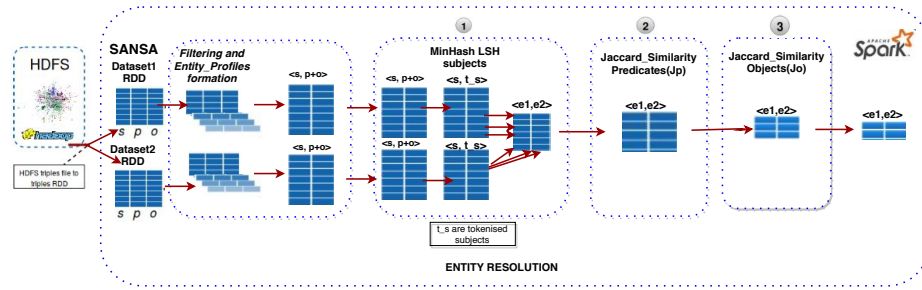 HDFS
thedoop
HDFS triples file to
triples RDD
SANSA
Dataset1
RDD
s p o
Dataset2
RDD
s p o
Filtering and
Entity_Profiles
formation
<s, p+o>
<s, p+o>
1
MinHash LSH
subjects
<s, p+o>
<s, t_s>
<e1,e2>
<s, p+o>
<s, t_s>
t_s are tokenised
subjects
2
Jaccard_Similarity
Predicates(Jp)
<e1,e2>
3
Jaccard_Similarity
Objects(Jo)
<e1,e2>
APACHE
Spark
<e1,e2>
ENTITY RESOLUTION